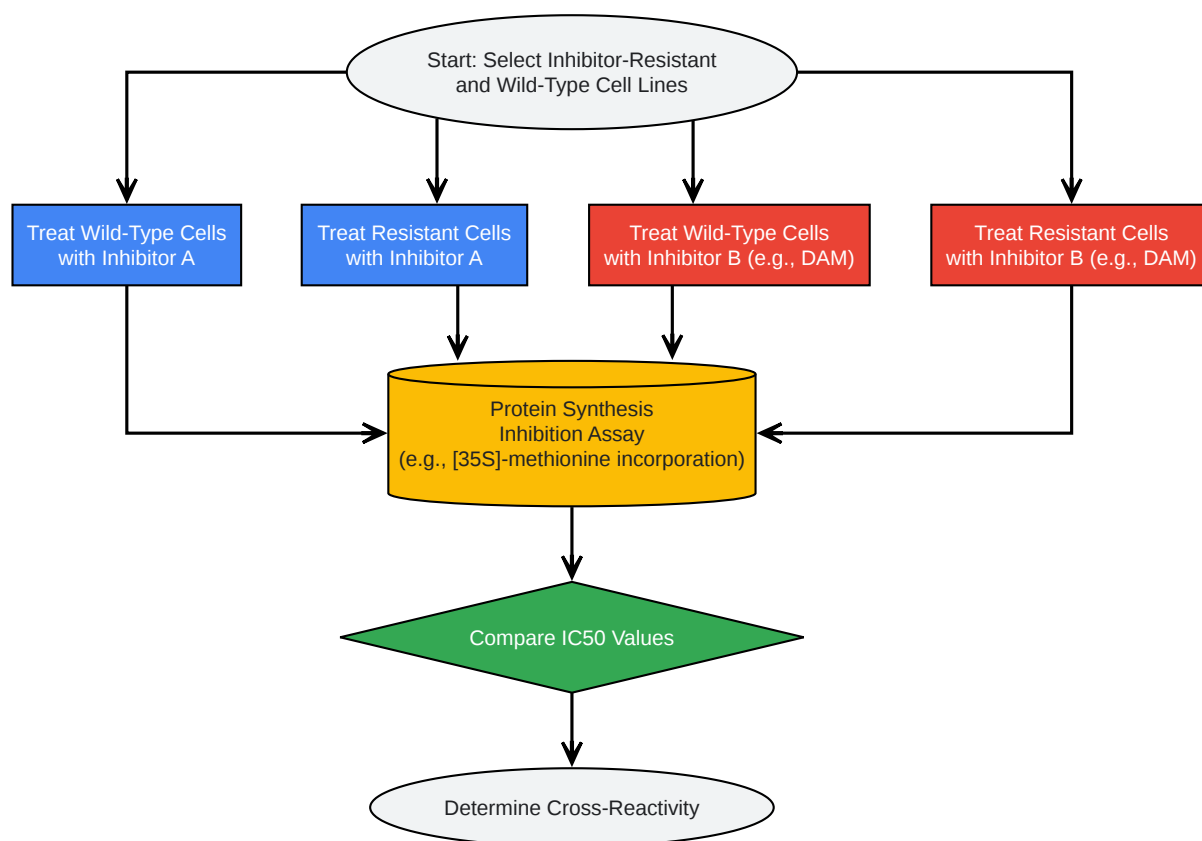 Start: Select Inhibitor-Resistant
and Wild-Type Cell Lines
Treat Wild-Type Cells
with Inhibitor A
Treat Resistant Cells
with Inhibitor A
Treat Wild-Type Cells
with Inhibitor B (e.g., DAM)
Treat Resistant Cells
with Inhibitor B (e.g., DAM)
Protein Synthesis
Inhibition Assay
(e.g., [35S]-methionine incorporation)
Compare IC50 Values
Determine Cross-Reactivity